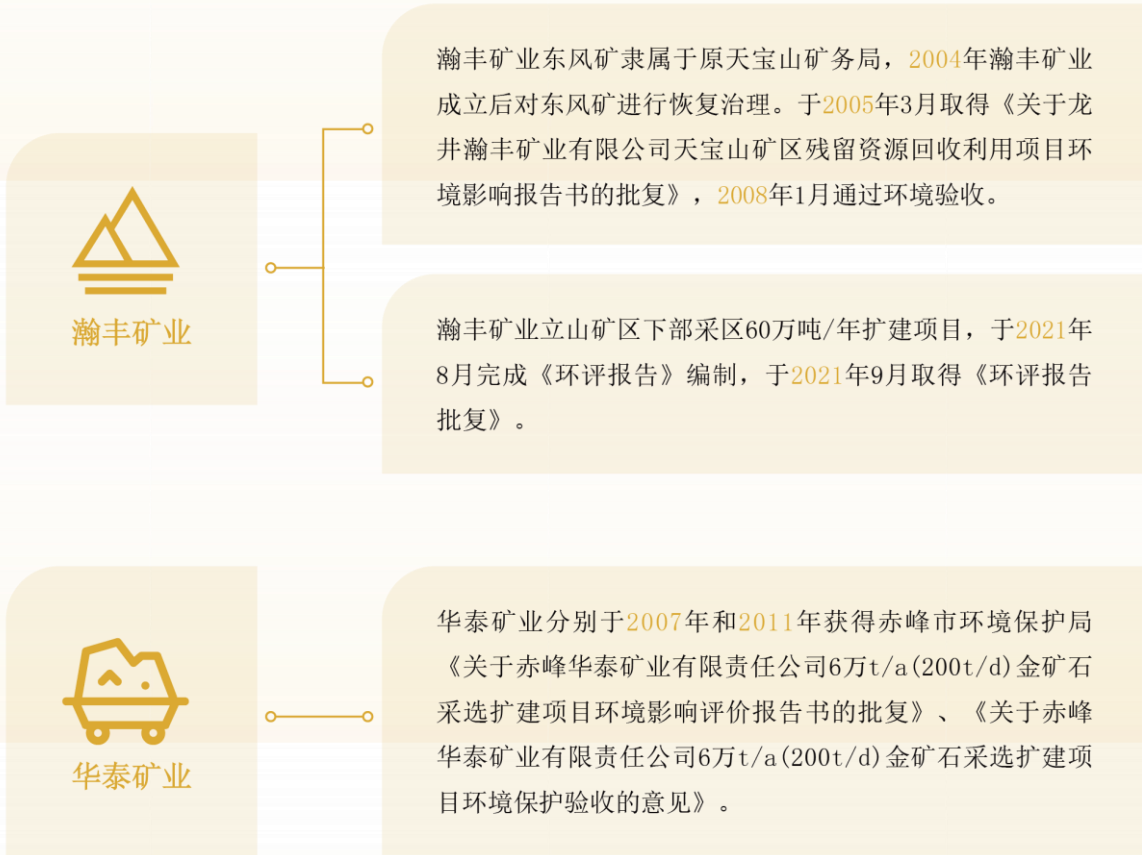 瀚丰矿业东风矿隶属于原天宝山矿务局，2004年瀚丰矿业
成立后对东风矿进行恢复治理。于2005年3月取得《关于龙
井瀚丰矿业有限公司天宝山矿区残留资源回收利用项目环
境影响报告书的批复》，2008年1月通过环境验收。
瀚丰矿业
瀚丰矿业立山矿区下部采区60万吨/年扩建项目，于2021年
8月完成《环评报告》编制，于2021年9月取得《环评报告
批复》。
华泰矿业分别于2007年和2011年获得赤峰市环境保护局
《关于赤峰华泰矿业有限责任公司6万t/a(200t/d)金矿石
采选扩建项目环境影响评价报告书的批复》、《关于赤峰
华泰矿业有限责任公司6万t/a(200t/d)金矿石采选扩建项
目环境保护验收的意见》。
华泰矿业